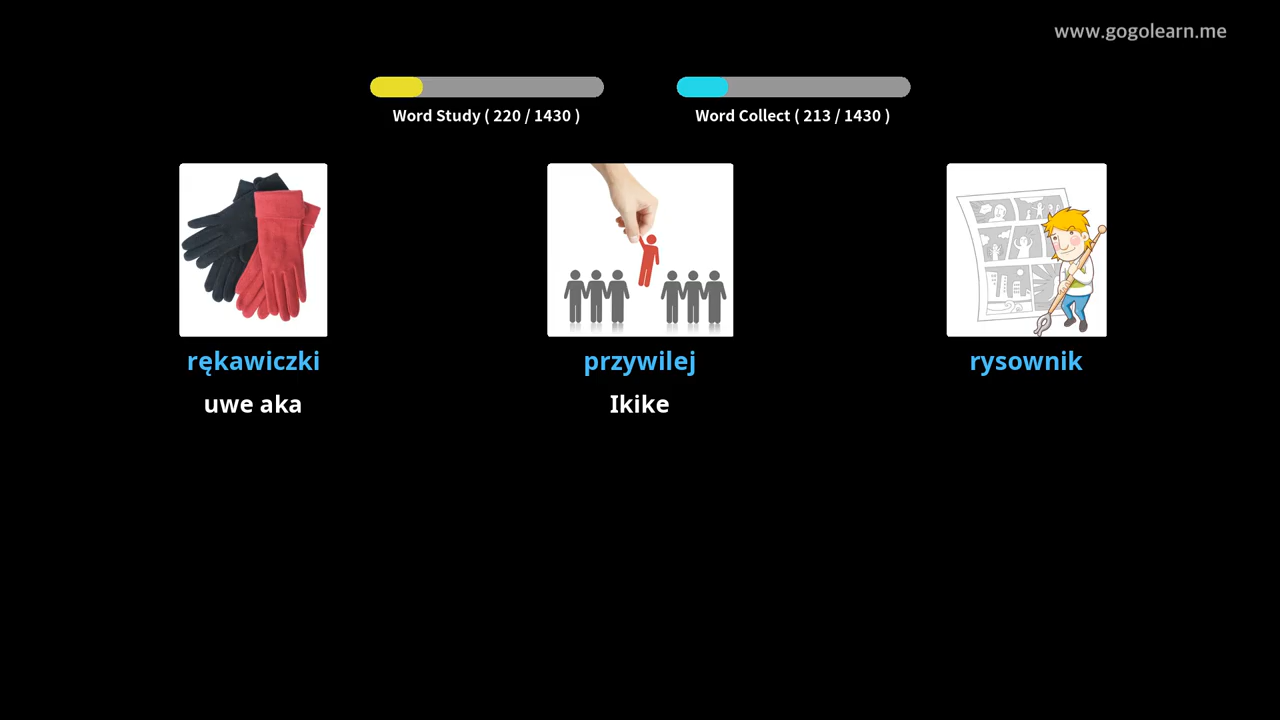 www.gogolearn.me
Word Study ( 220 / 1430 )
Word Collect ( 213 / 1430 )
rękawiczki
przywilej
rysownik
uwe aka
Ikike